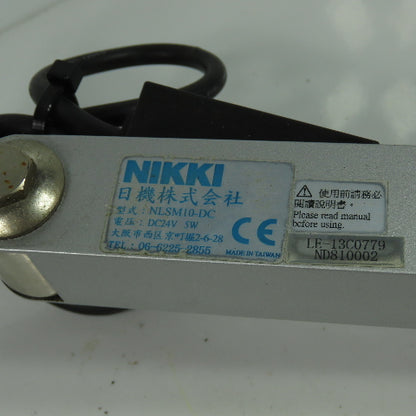 NIKKI
日機株式会社
型式：NLSM10-DC
電压：DC24V 5W
大阪市西区京町堀2-6-28
TEL：06-6225-2855
CE
MADE IN TAIWAN
使用前請務必
閱讀說明書。
Please read manual
before using.
LE-13C0779
ND810002